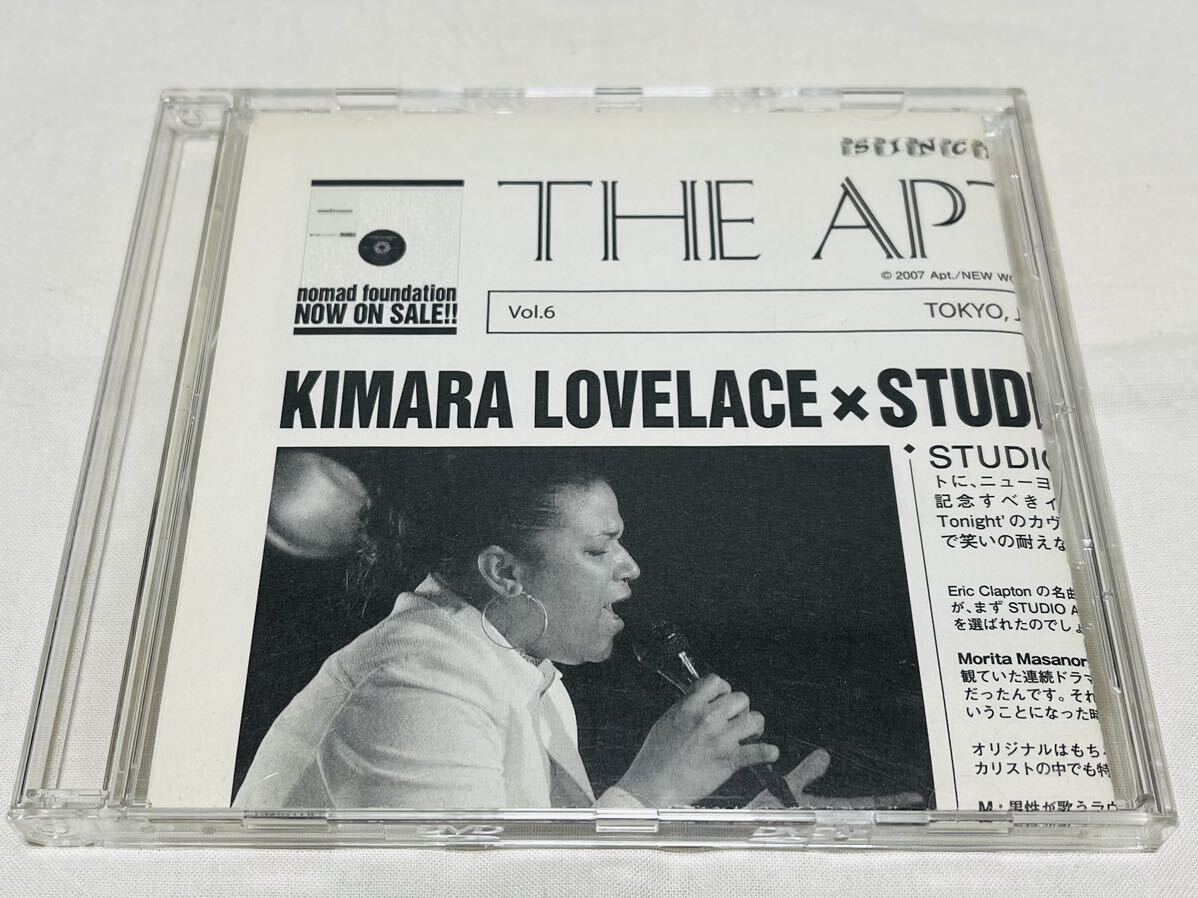 SINC
THE APT
© 2007 Apt./NEW WO
nomad foundation
NOW ON SALE!!
Vol.6
TOKYO, J
KIMARA LOVELACE × STUDI
STUDIO
トに、ニューヨ
記念すべきイ
Tonight'のカヴ
で笑いの耐えな
Eric Clapton の名曲
が、まず STUDIO A
を選ばれたのでしょ
Morita Masanor
観ていた連続ドラマ
だったんです。それ
いうことになった時
オリジナルはもち
カリストの中でも特
M：男性が歌うラウ